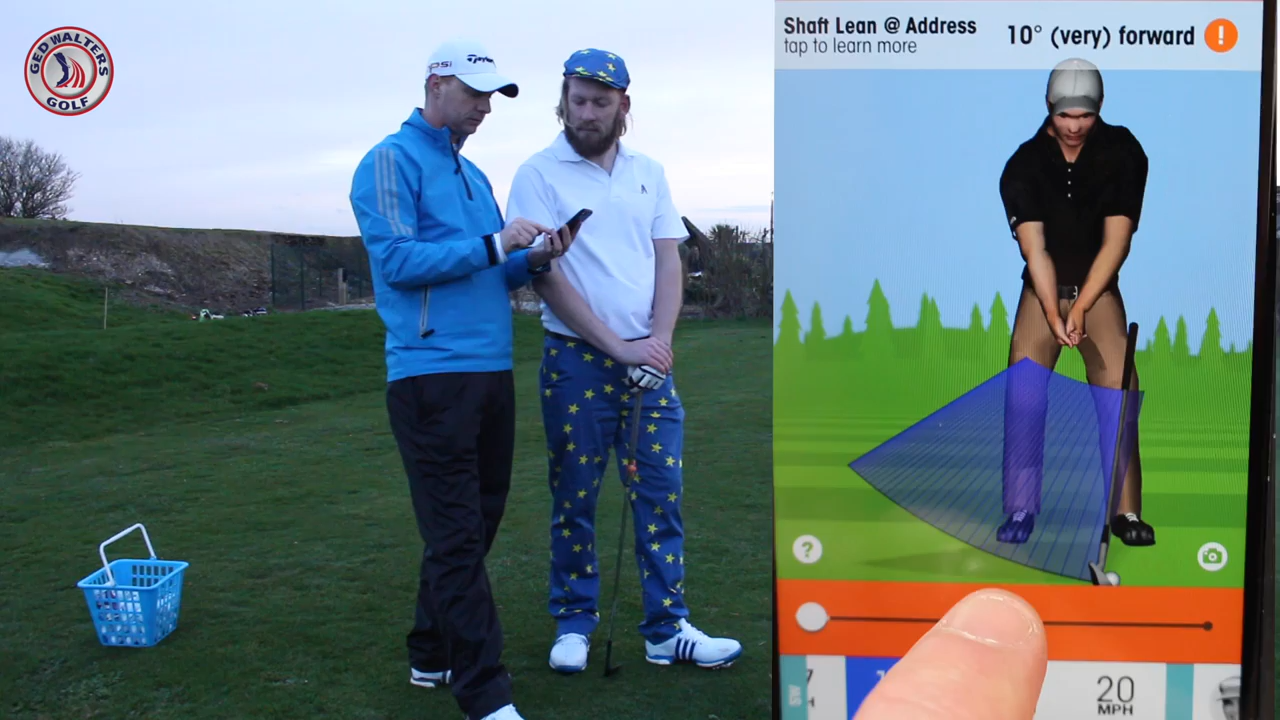 GED WALTERS
GOLF
Shaft Lean @ Address
tap to learn more
10° (very) forward
!
?
20
MPH